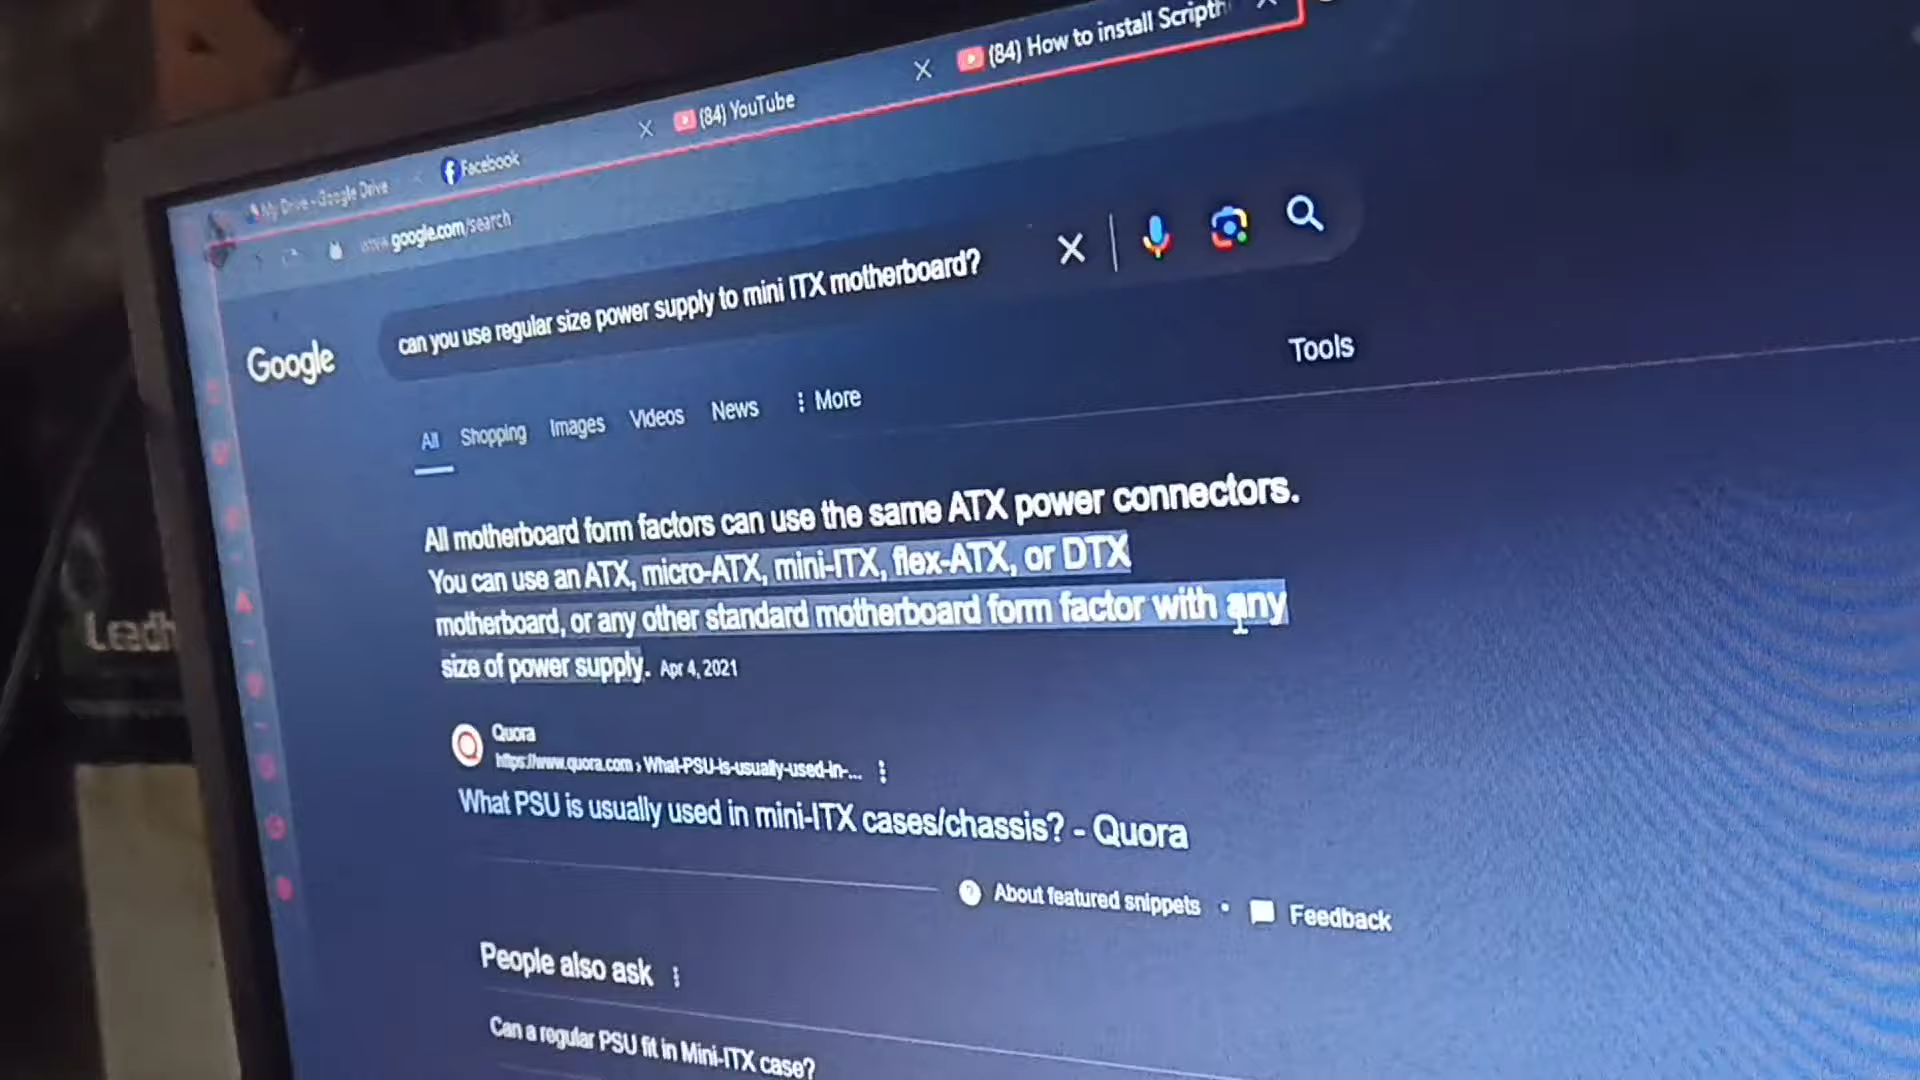 (84) How to install Scripth
(84) YouTube
Facebook
My Drive - Google Drive
www.google.com/search
Google
can you use regular size power supply to mini ITX motherboard?
Tools
All Shopping Images Videos News More
All motherboard form factors can use the same ATX power connectors.
You can use an ATX, micro-ATX, mini-ITX, flex-ATX, or DTX
motherboard, or any other standard motherboard form factor with any
size of power supply. Apr 4, 2021
Quora
https://www.quora.com › What-PSU-is-usually-used-in-...
What PSU is usually used in mini-ITX cases/chassis? - Quora
About featured snippets • Feedback
People also ask
Can a regular PSU fit in Mini-ITX case?